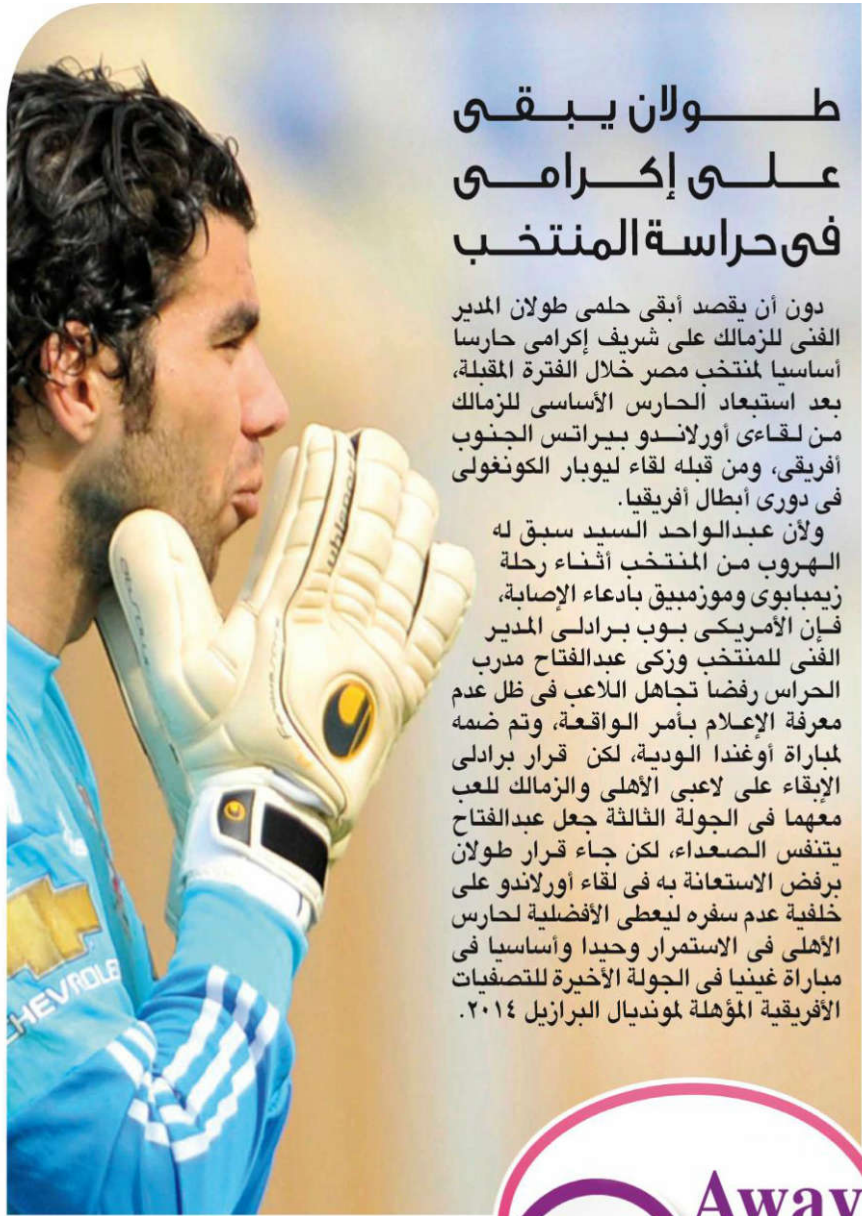 طولان يبقى
على إكرامى
فى حراسة المنتخب
دون أن يقصد أبقى حلمى طولان المدير
الفنى للزمالك على شريف إكرامى حارسا
أساسيا لمنتخب مصر خلال الفترة المقبلة،
بعد استبعاد الحارس الأساسى للزمالك
من لقاءى أورلاندو بيراتس الجنوب
أفريقى، ومن قبله لقاء ليوبار الكونغولى
فى دورى أبطال أفريقيا.
ولأن عبدالواحد السيد سبق له
الهروب من المنتخب أثناء رحلة
زيمبابوى وموزمبيق بادعاء الإصابة،
فإن الأمريكى بوب برادلى المدير
الفنى للمنتخب وزكى عبدالفتاح مدرب
الحراس رفضا تجاهل اللاعب فى ظل عدم
معرفة الإعلام بأمر الواقعة، وتم ضمه
لمباراة أوغندا الودية، لكن قرار برادلى
الإبقاء على لاعبى الأهلى والزمالك للعب
معهما فى الجولة الثالثة جعل عبدالفتاح
يتنفس الصعداء، لكن جاء قرار طولان
برفض الاستعانة به فى لقاء أورلاندو على
خلفية عدم سفره ليعطى الأفضلية لحارس
الأهلى فى الاستمرار وحيدا وأساسيا فى
مباراة غينيا فى الجولة الأخيرة للتصفيات
الأفريقية المؤهلة لمونديال البرازيل ٢٠١٤.
uhlsport
CHEVROLE
Away